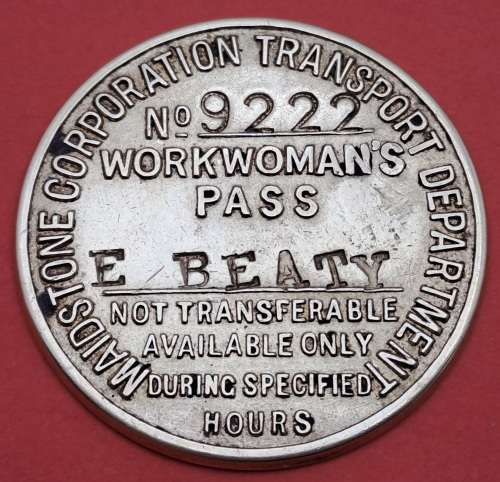 MAIDSTONE CORPORATION TRANSPORT DEPARTMENT
No 9222
WORKWOMAN'S
PASS
E BEATY
NOT TRANSFERABLE
AVAILABLE ONLY
DURING SPECIFIED
HOURS